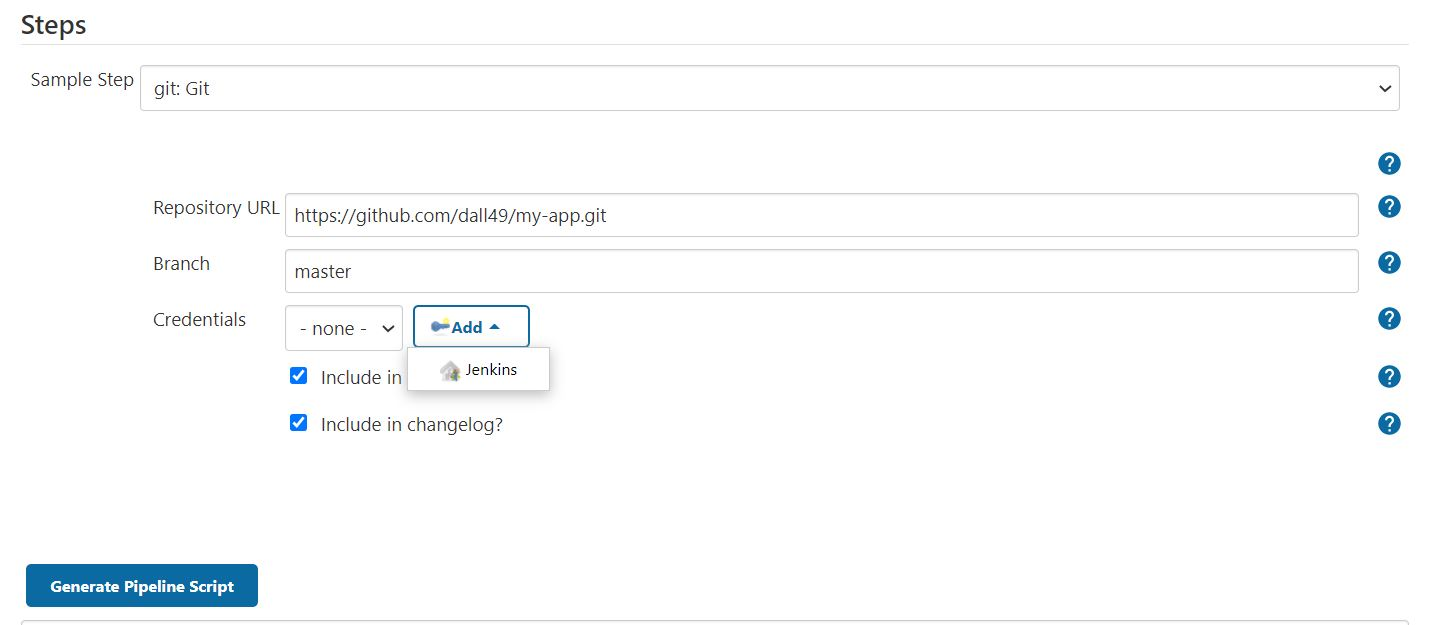 Steps
Sample Step git: Git
?
Repository URL https://github.com/dall49/my-app.git ?
Branch master ?
Credentials - none - Add ?
Jenkins
Include in ?
Include in changelog? ?
Generate Pipeline Script